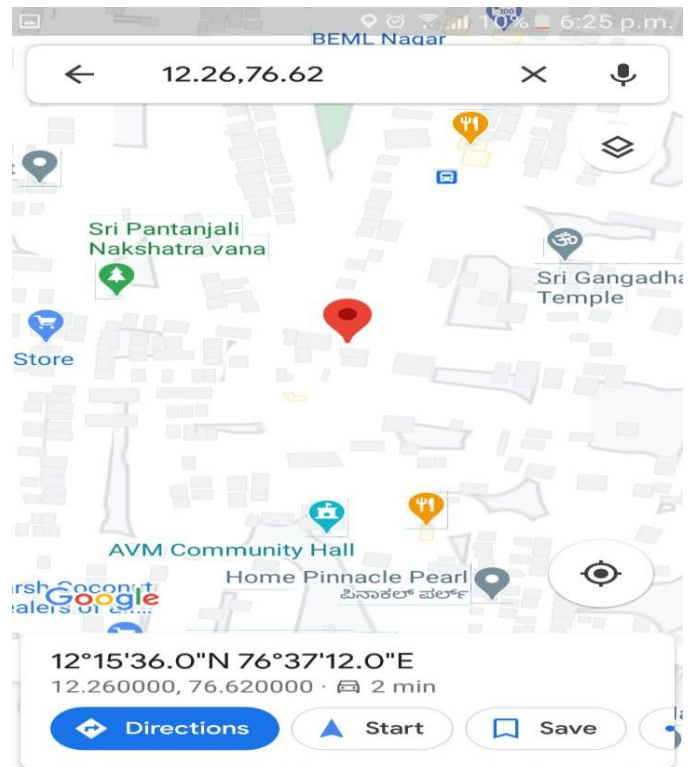 10% 6:25 p.m.
BEML Nagar
12.26,76.62
Sri Pantanjali
Nakshatra vana
Sri Gangadha
Temple
Store
AVM Community Hall
Home Pinnacle Pearl
ಪಿನಾಕಲ್ ಪರ್ಲ್
Coconut
Google
12°15'36.0"N 76°37'12.0"E
12.260000, 76.620000 · 2 min
Directions
Start
Save